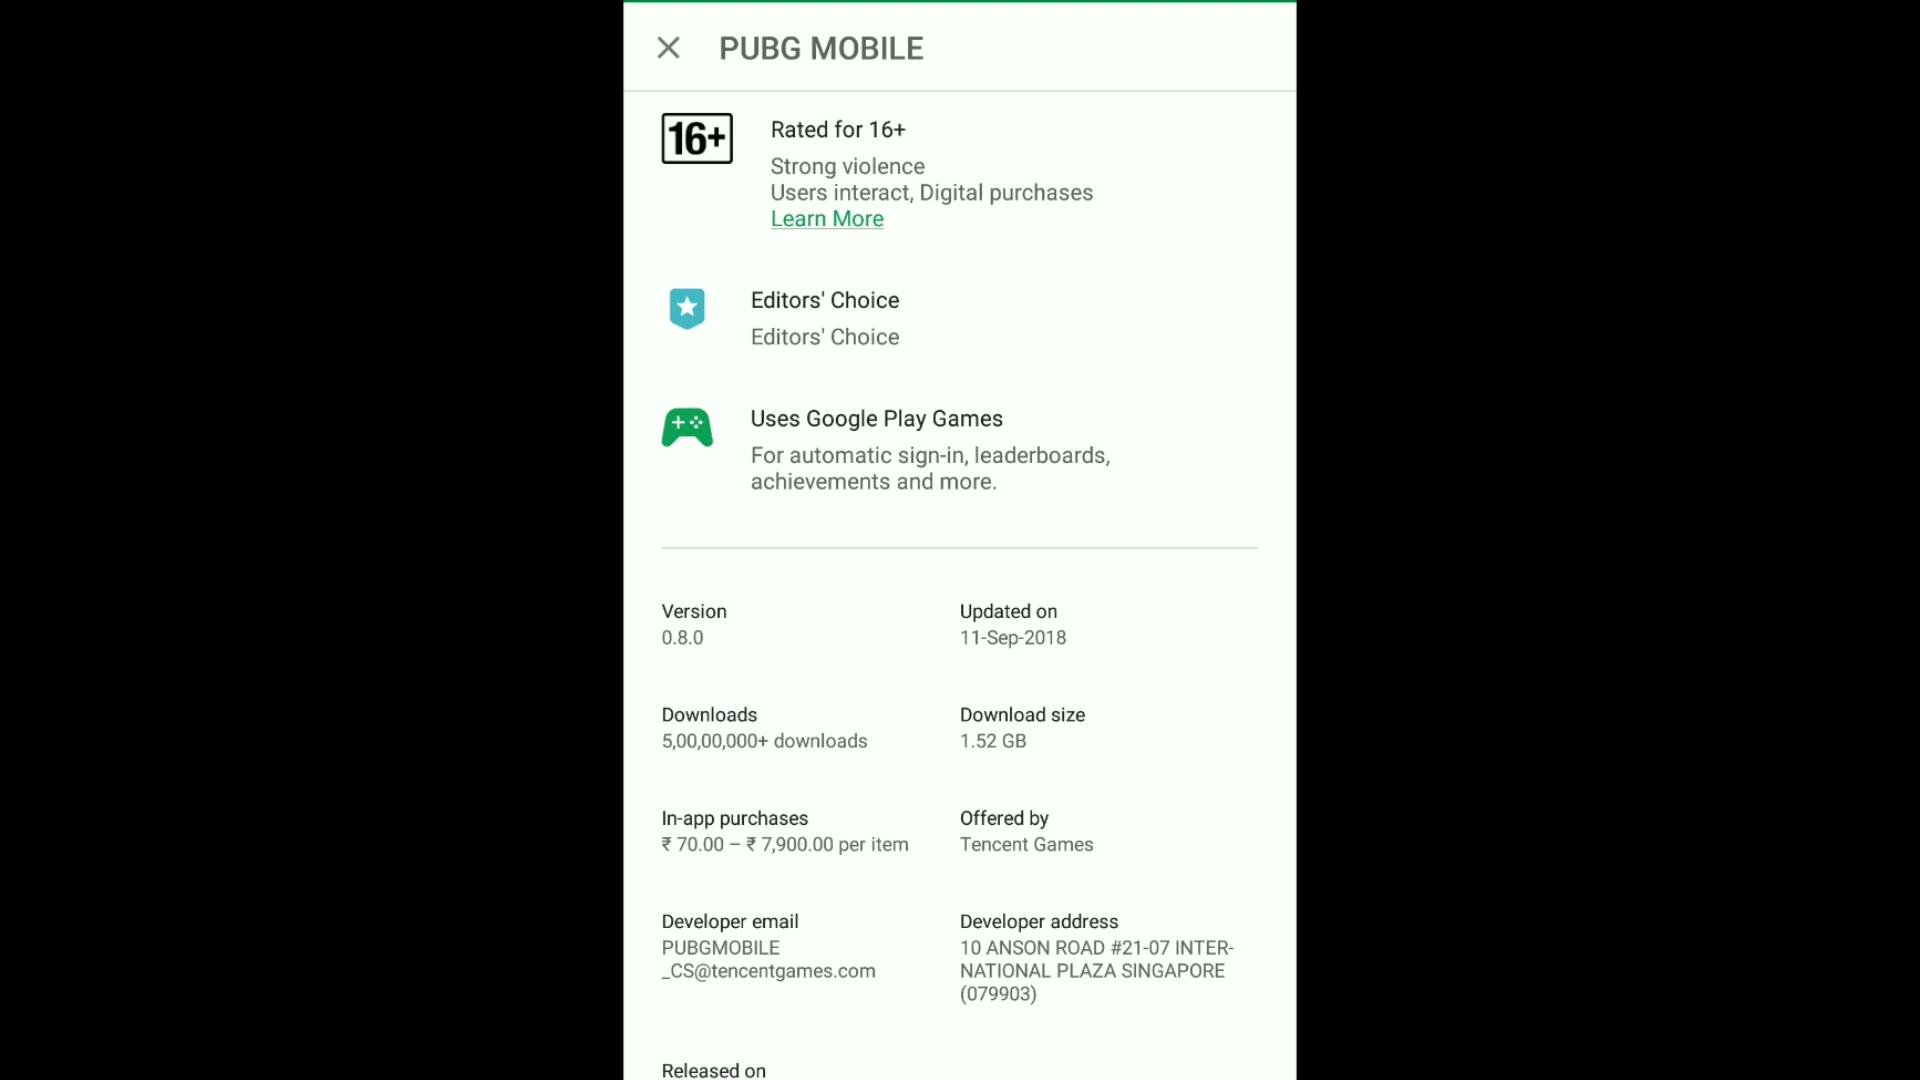 PUBG MOBILE
16+
Rated for 16+
Strong violence
Users interact, Digital purchases
Learn More
Editors' Choice
Editors' Choice
Uses Google Play Games
For automatic sign-in, leaderboards,
achievements and more.
Version
0.8.0
Updated on
11-Sep-2018
Downloads
5,00,00,000+ downloads
Download size
1.52 GB
In-app purchases
₹ 70.00 – ₹ 7,900.00 per item
Offered by
Tencent Games
Developer email
PUBGMOBILE
_CS@tencentgames.com
Developer address
10 ANSON ROAD #21-07 INTER-
NATIONAL PLAZA SINGAPORE
(079903)
Released on